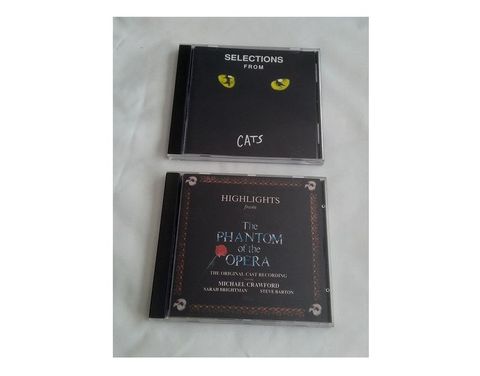 SELECTIONS
FROM
CATS
HIGHLIGHTS
from
The
PHANTOM
of the
OPERA
THE ORIGINAL CAST RECORDING
MICHAEL CRAWFORD
SARAH BRIGHTMAN STEVE BARTON